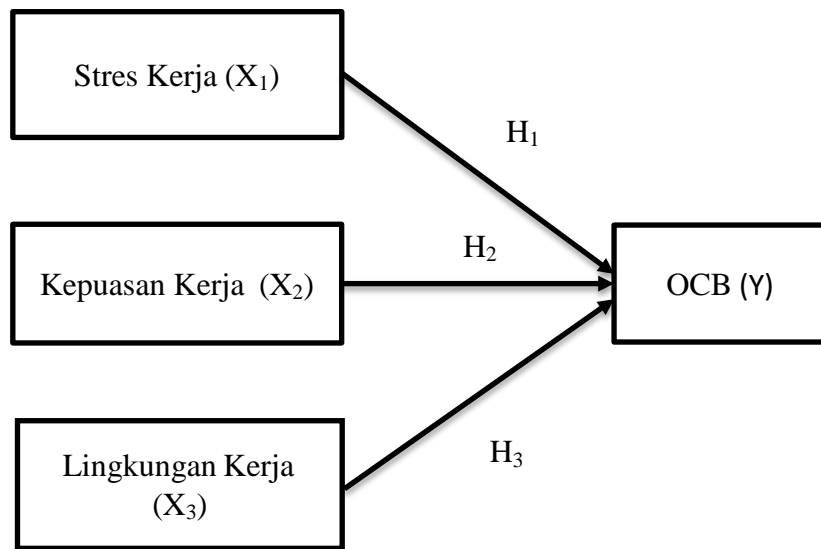 Stres Kerja (X₁)
H₁
Kepuasan Kerja (X₂)
H₂
OCB (Y)
Lingkungan Kerja
(X₃)
H₃